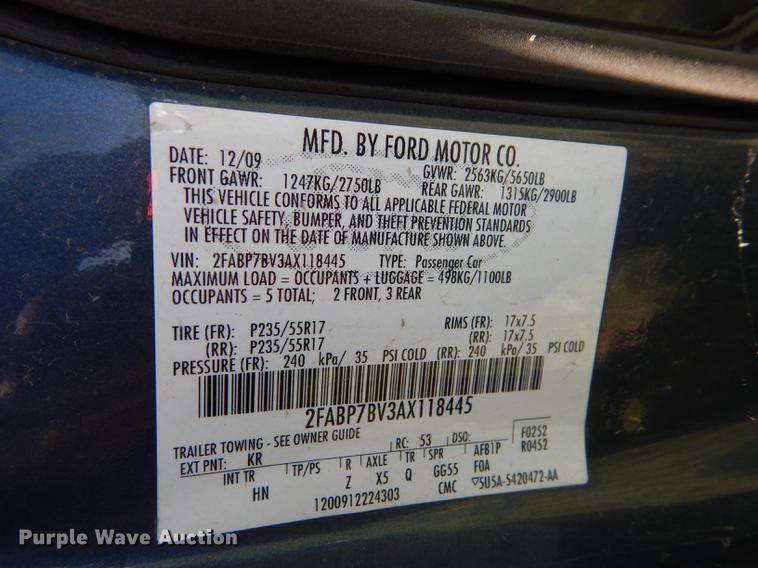 MFD. BY FORD MOTOR CO.
DATE: 12/09 GVWR: 2563KG/5650LB
FRONT GAWR: 1247KG/2750LB REAR GAWR: 1315KG/2900LB
THIS VEHICLE CONFORMS TO ALL APPLICABLE FEDERAL MOTOR
VEHICLE SAFETY, BUMPER, AND THEFT PREVENTION STANDARDS
IN EFFECT ON THE DATE OF MANUFACTURE SHOWN ABOVE.
VIN: 2FABP7BV3AX118445 TYPE: Passenger Car
MAXIMUM LOAD = OCCUPANTS + LUGGAGE = 498KG/1100LB
OCCUPANTS = 5 TOTAL; 2 FRONT, 3 REAR
TIRE (FR): P235/55R17 RIMS (FR): 17x7.5
(RR): P235/55R17 (RR): 17x7.5
PRESSURE (FR): 240 kPa/ 35 PSI COLD (RR): 240 kPa/ 35 PSI COLD
2FABP7BV3AX118445
TRAILER TOWING - SEE OWNER GUIDE
EXT PNT: KR RC: 53 DSO: F0252
AFB1P R0452
INT TR TP/PS R AXLE TR SPR F0A
HN Z X5 Q GG55
1200912224303 CMC ▽5U5A-5420472-AA
Purple Wave Auction